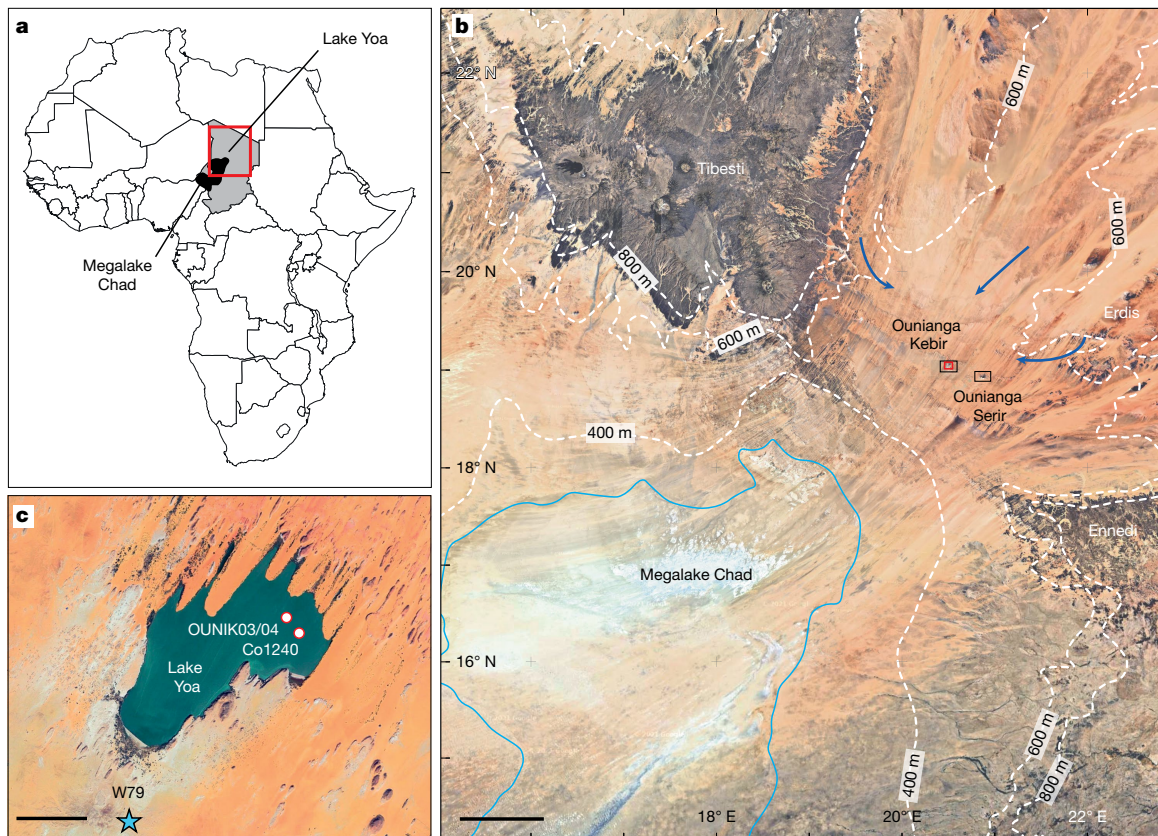 a
Lake Yoa
Megalake
Chad
b
22° N
600 m
Tibesti
600 m
20° N
800 m
Erdis
600 m
Ounianga
Kebir
Ounianga
Serir
400 m
18° N
Ennedi
Megalake Chad
16° N
600 m
400 m
800 m
18° E
20° E
22° E
c
OUNIK03/04
Co1240
Lake
Yoa
W79